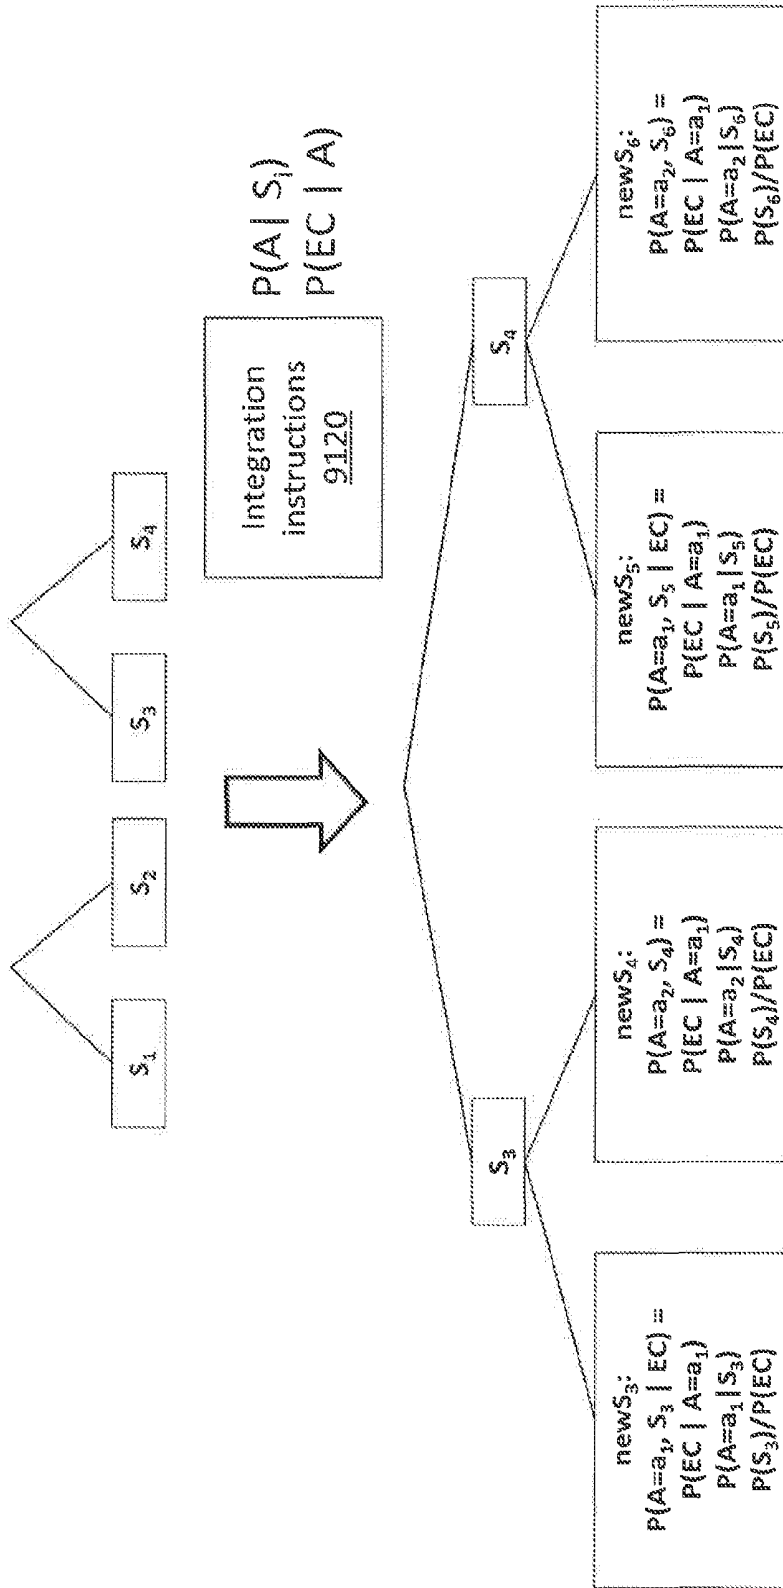 S₁
S₂
S₃
S₄
Integration
instructions
9120
P(A | Sᵢ)
P(EC | A)
S₃
S₄
newS₃:
P(A=a₁, S₃ | EC) =
P(EC | A=a₁)
P(A=a₁|S₃)
P(S₃)/P(EC)
newS₄:
P(A=a₂, S₄) =
P(EC | A=a₁)
P(A=a₂|S₄)
P(S₄)/P(EC)
newS₅:
P(A=a₁, S₅ | EC) =
P(EC | A=a₁)
P(A=a₁|S₅)
P(S₅)/P(EC)
newS₆:
P(A=a₂, S₆) =
P(EC | A=a₁)
P(A=a₂|S₆)
P(S₆)/P(EC)